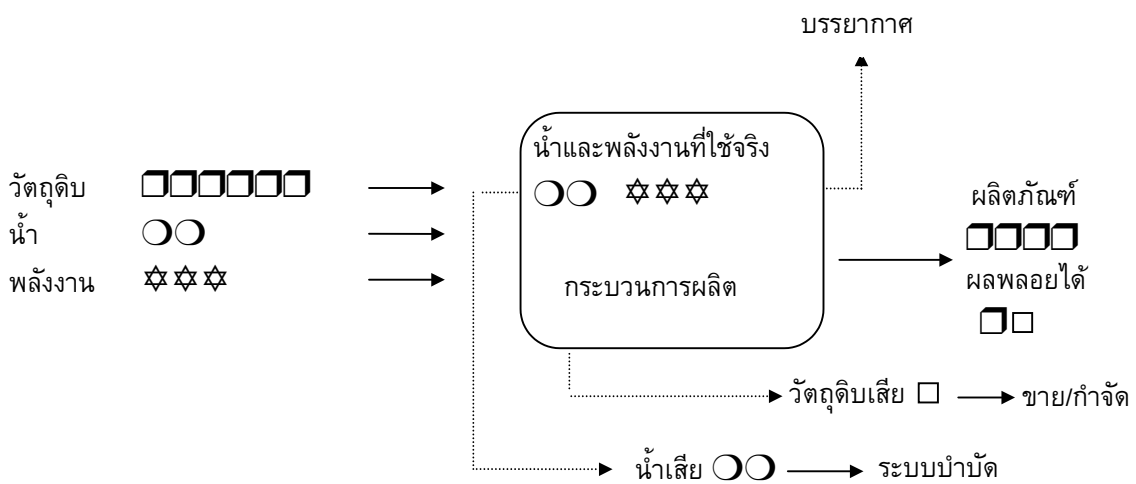 บรรยากาศ
น้ำและพลังงานที่ใช้จริง
วัตถุดิบ
น้ำ
พลังงาน
กระบวนการผลิต
ผลิตภัณฑ์
ผลพลอยได้
วัตถุดิบเสีย
ขาย/กำจัด
น้ำเสีย
ระบบบำบัด